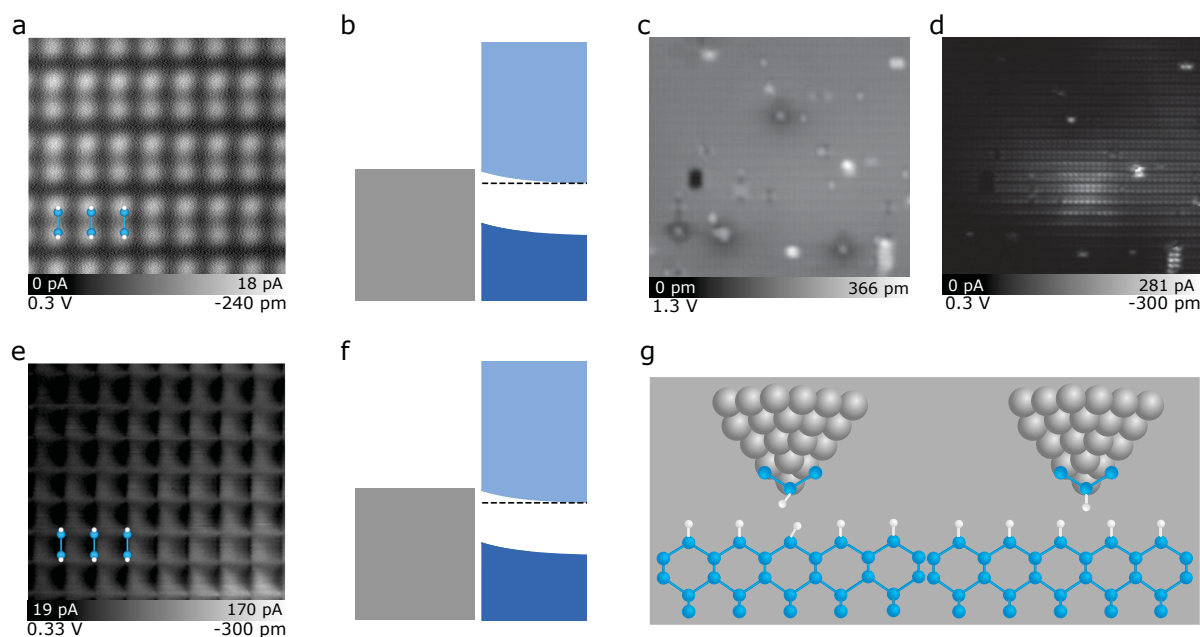 a
0 pA 18 pA
0.3 V -240 pm
b
c
0 pm 366 pm
1.3 V
d
0 pA 281 pA
0.3 V -300 pm
e
19 pA 170 pA
0.33 V -300 pm
f
g